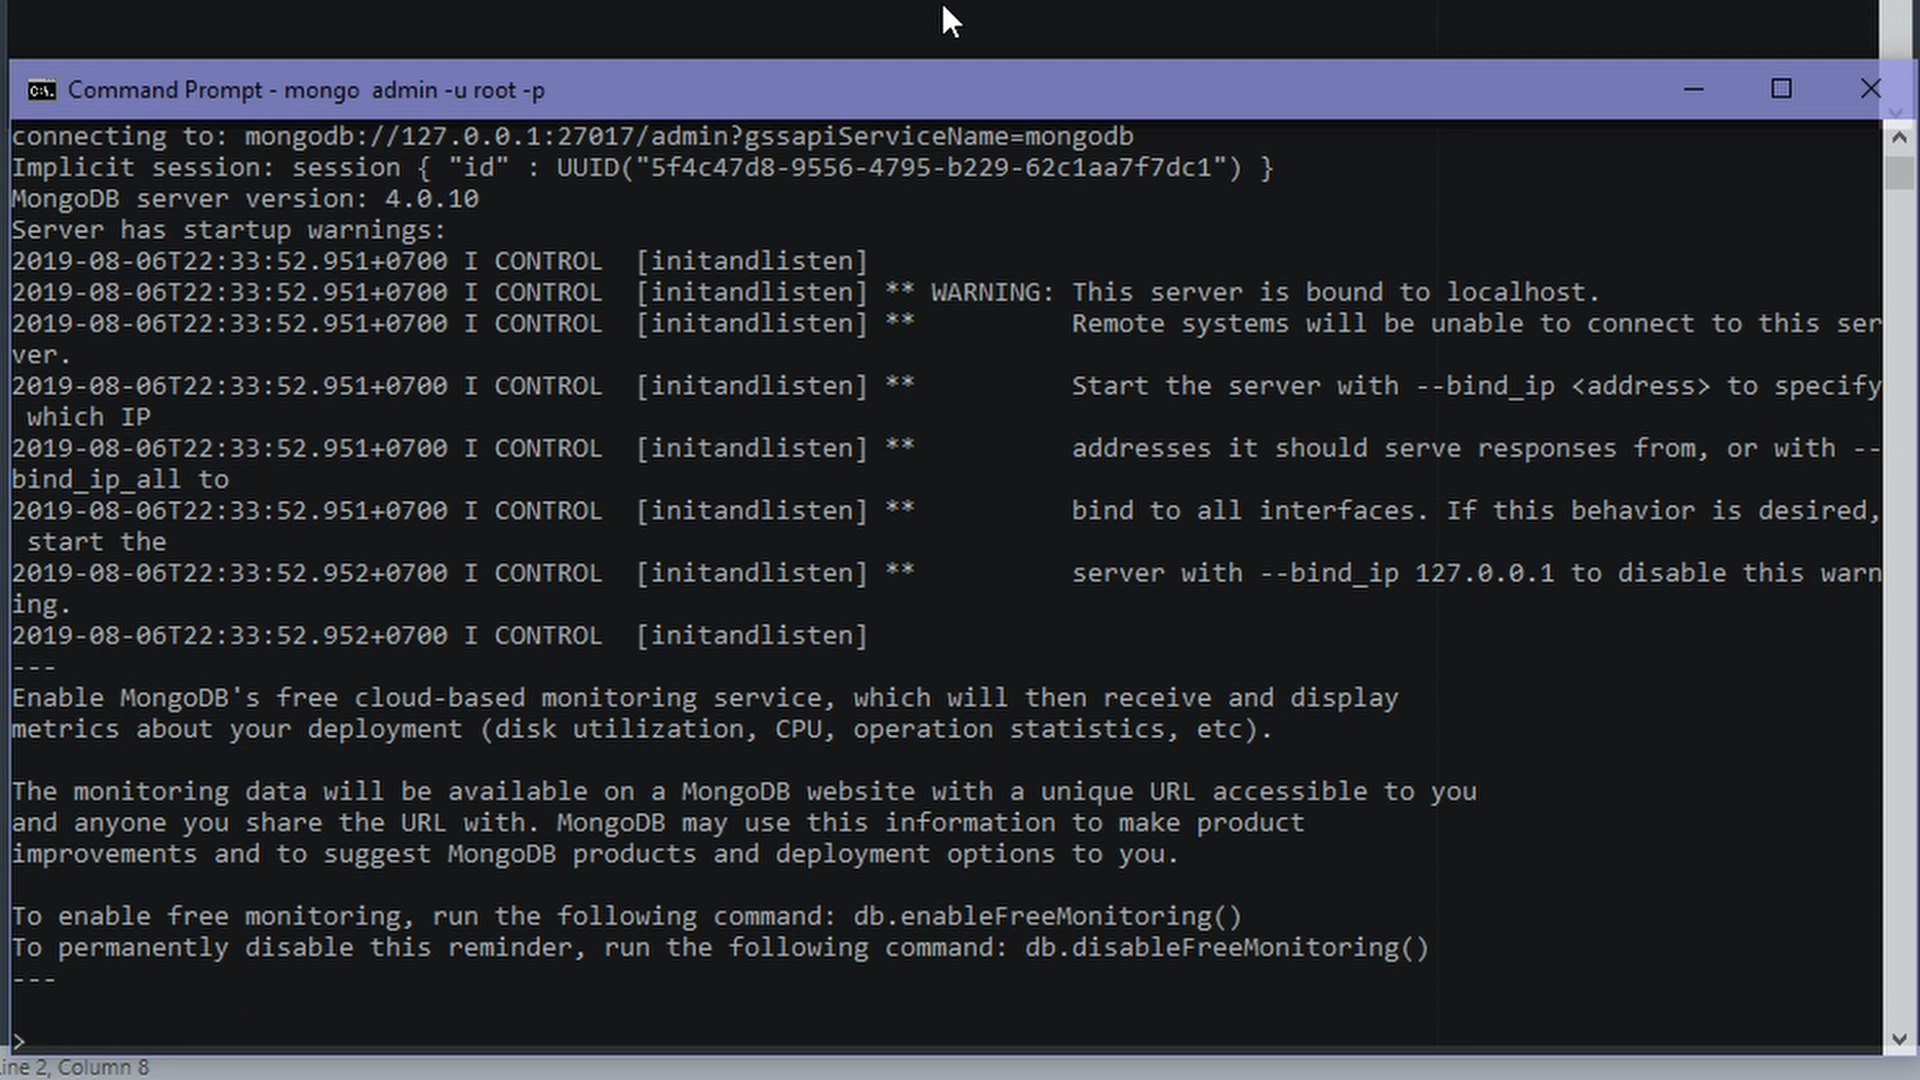 Command Prompt - mongo  admin -u root -p
connecting to: mongodb://127.0.0.1:27017/admin?gssapiServiceName=mongodb
Implicit session: session { "id" : UUID("5f4c47d8-9556-4795-b229-62c1aa7f7dc1") }
MongoDB server version: 4.0.10
Server has startup warnings:
2019-08-06T22:33:52.951+0700 I CONTROL  [initandlisten]
2019-08-06T22:33:52.951+0700 I CONTROL  [initandlisten] ** WARNING: This server is bound to localhost.
2019-08-06T22:33:52.951+0700 I CONTROL  [initandlisten] **          Remote systems will be unable to connect to this ser
ver.
2019-08-06T22:33:52.951+0700 I CONTROL  [initandlisten] **          Start the server with --bind_ip <address> to specify
 which IP
2019-08-06T22:33:52.951+0700 I CONTROL  [initandlisten] **          addresses it should serve responses from, or with --
bind_ip_all to
2019-08-06T22:33:52.951+0700 I CONTROL  [initandlisten] **          bind to all interfaces. If this behavior is desired,
 start the
2019-08-06T22:33:52.952+0700 I CONTROL  [initandlisten] **          server with --bind_ip 127.0.0.1 to disable this warn
ing.
2019-08-06T22:33:52.952+0700 I CONTROL  [initandlisten]
---
Enable MongoDB's free cloud-based monitoring service, which will then receive and display
metrics about your deployment (disk utilization, CPU, operation statistics, etc).
The monitoring data will be available on a MongoDB website with a unique URL accessible to you
and anyone you share the URL with. MongoDB may use this information to make product
improvements and to suggest MongoDB products and deployment options to you.
To enable free monitoring, run the following command: db.enableFreeMonitoring()
To permanently disable this reminder, run the following command: db.disableFreeMonitoring()
---
>
ine 2, Column 8